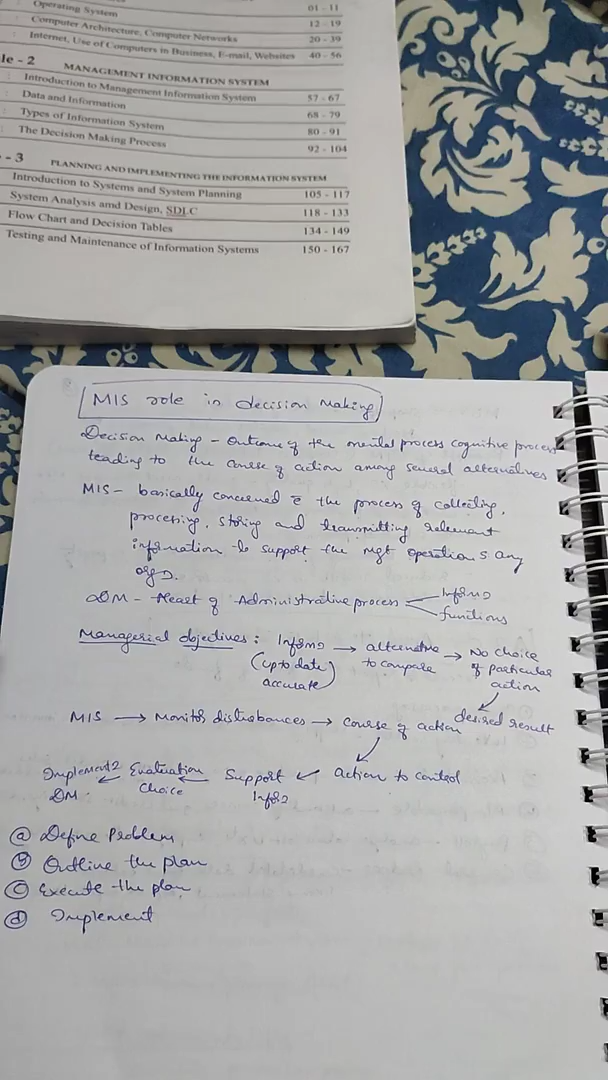 Operating System 01 - 11
Computer Architecture, Computer Networks 12 - 19
Internet, Use of Computers in Business, E-mail, Websites 20 - 39
40 - 56
le - 2 MANAGEMENT INFORMATION SYSTEM
: Introduction to Management Information System 57 - 67
: Data and Information 68 - 79
: Types of Information System 80 - 91
: The Decision Making Process 92 - 104
- 3 PLANNING AND IMPLEMENTING THE INFORMATION SYSTEM
Introduction to Systems and System Planning 105 - 117
System Analysis amd Design, SDLC 118 - 133
Flow Chart and Decision Tables 134 - 149
Testing and Maintenance of Information Systems 150 - 167
MIS role in decision Making
Decision Making - Outcome of the mental process cognitive process
leading to the course of action among several alternatives
MIS - basically concerned c̄ the process of collecting,
processing, storing and transmitting relevant
information to support the mgt operations any
DM - Heart of Administrative process
functions
Managerial objectives : → alternative → No choice
(up to date) to compare of particular
accurate action
MIS → Monitor disturbances → course of action desired result
Evaluation Support ← action to control
DM Choice
ⓐ Define Problem
ⓑ Outline the plan
ⓒ Execute the plan
ⓓ Implement